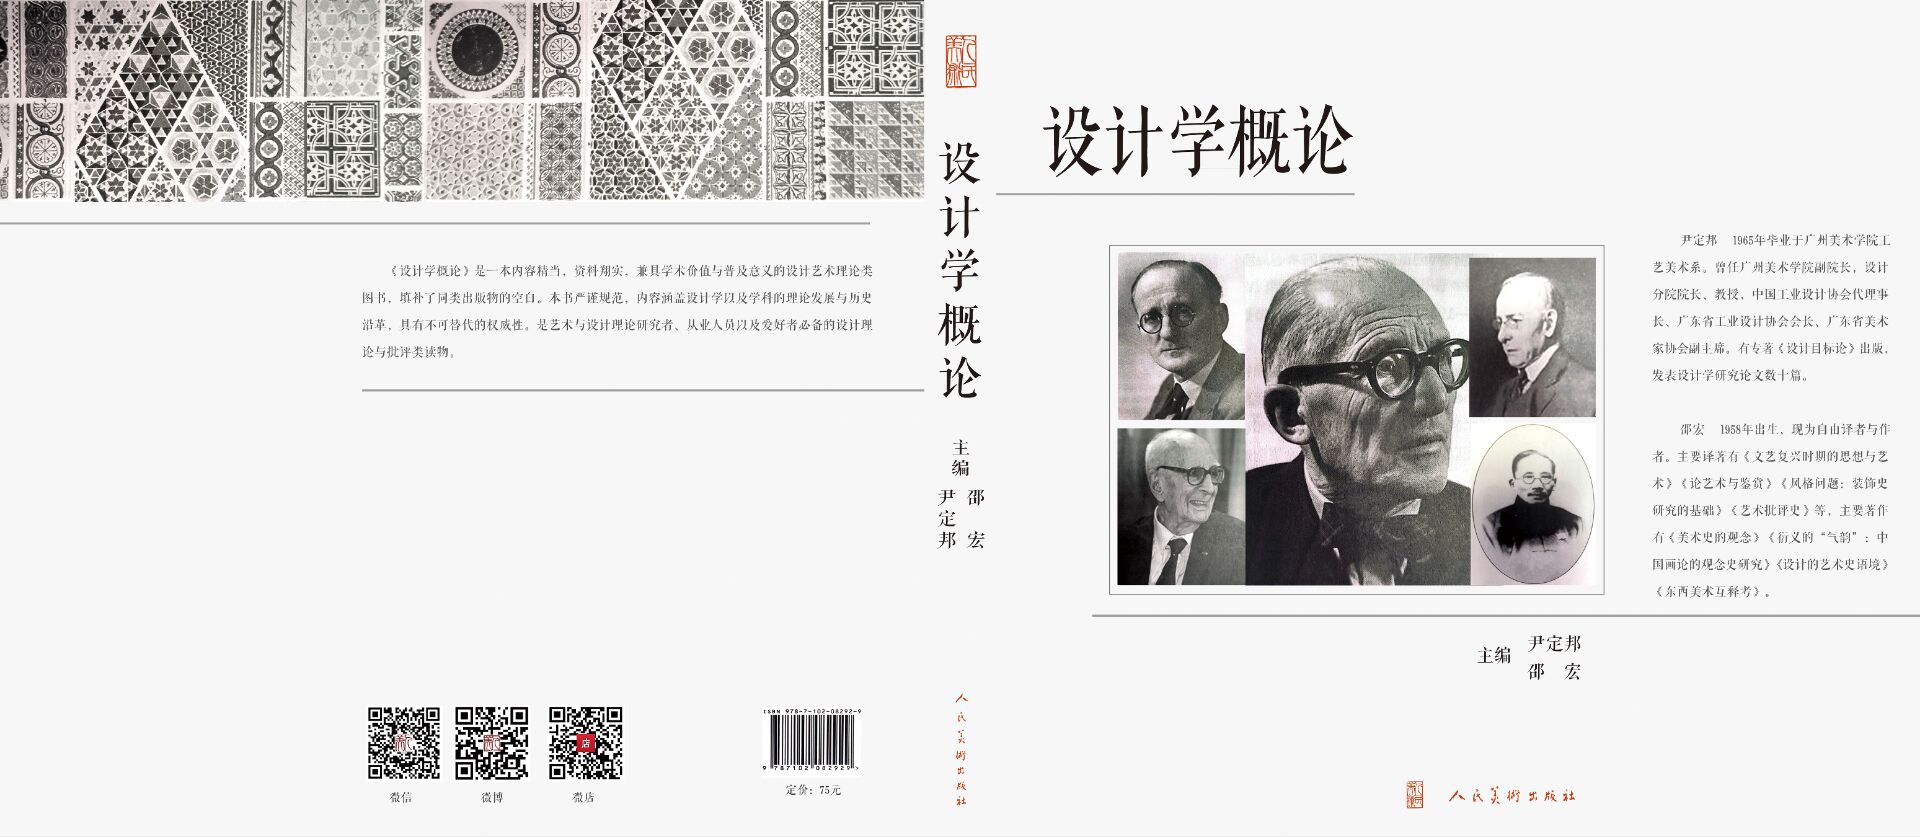 《设计学概论》是一本内容精当，资料翔实，兼具学术价值与普及意义的设计艺术理论类
图书，填补了同类出版物的空白。本书严谨规范，内容涵盖设计学以及学科的理论发展与历史
沿革，具有不可替代的权威性。是艺术与设计理论研究者、从业人员以及爱好者必备的设计理
论与批评类读物。
微信
微博
店
微店
ISBN 978-7-102-08292-9
9 787102 082929 >
定价：75元
设计学概论
主编
尹定邦
邵 宏
人民美術出版社
设计学概论
尹定邦 1965年毕业于广州美术学院工
艺美术系。曾任广州美术学院副院长，设计
分院院长、教授，中国工业设计协会代理事
长、广东省工业设计协会会长、广东省美术
家协会副主席。有专著《设计目标论》出版，
发表设计学研究论文数十篇。
邵宏 1958年出生，现为自由译者与作
者。主要译著有《文艺复兴时期的思想与艺
术》《论艺术与鉴赏》《风格问题：装饰史
研究的基础》《艺术批评史》等，主要著作
有《美术史的观念》《衍义的“气韵”：中
国画论的观念史研究》《设计的艺术史语境》
《东西美术互释考》。
主编
尹定邦
邵 宏
人民美術出版社